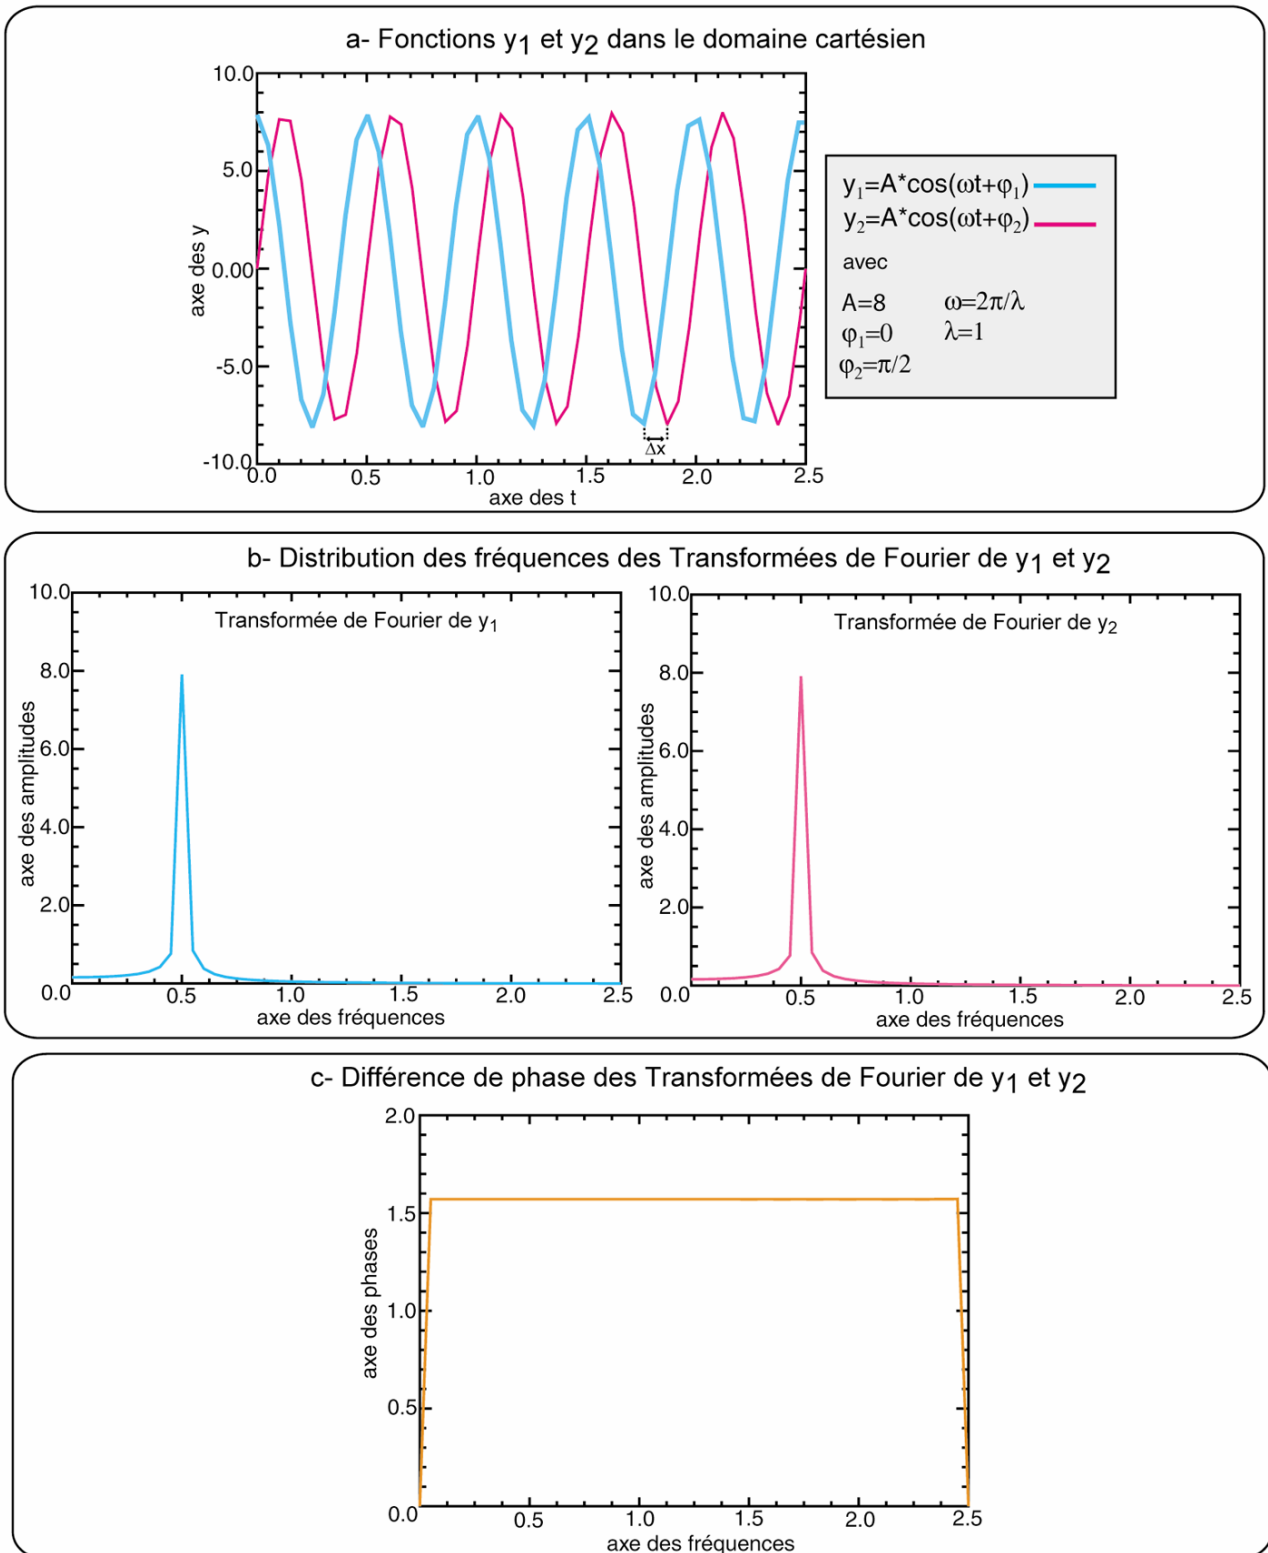 a- Fonctions y1 et y2 dans le domaine cartésien
10.0
5.0
0.00
-5.0
-10.0
axe des y
0.0 0.5 1.0 1.5 2.0 2.5
axe des t
Δx
y1=A*cos(ωt+φ1)
y2=A*cos(ωt+φ2)
avec
A=8 ω=2π/λ
φ1=0 λ=1
φ2=π/2
b- Distribution des fréquences des Transformées de Fourier de y1 et y2
10.0
8.0
6.0
4.0
2.0
0.0 0.5 1.0 1.5 2.0 2.5
axe des amplitudes
Transformée de Fourier de y1
axe des fréquences
10.0
8.0
6.0
4.0
2.0
0.0 0.5 1.0 1.5 2.0 2.5
axe des amplitudes
Transformée de Fourier de y2
axe des fréquences
c- Différence de phase des Transformées de Fourier de y1 et y2
2.0
1.5
1.0
0.5
0.0 0.5 1.0 1.5 2.0 2.5
axe des phases
axe des fréquences